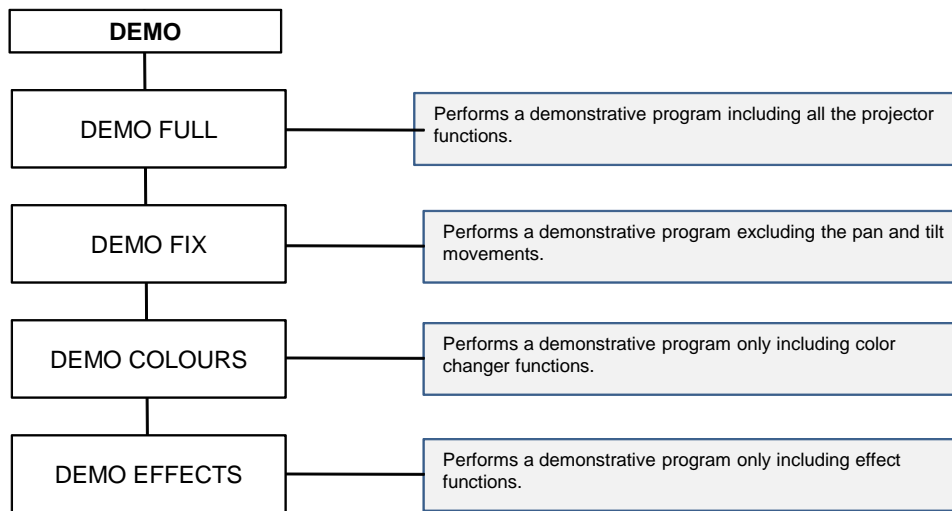 DEMO
DEMO FULL
Performs a demonstrative program including all the projector
functions.
DEMO FIX
Performs a demonstrative program excluding the pan and tilt
movements.
DEMO COLOURS
Performs a demonstrative program only including color
changer functions.
DEMO EFFECTS
Performs a demonstrative program only including effect
functions.